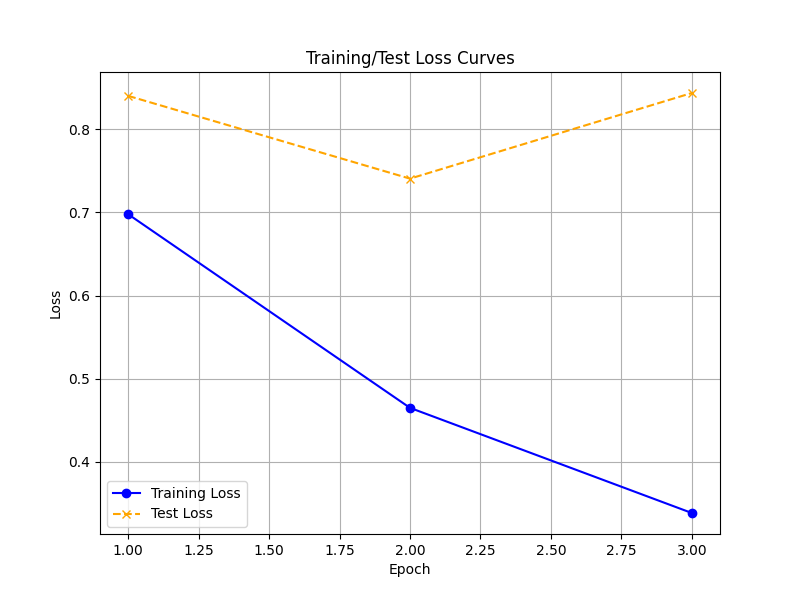 Training/Test Loss Curves
Loss
0.8
0.7
0.6
0.5
0.4
Training Loss
Test Loss
1.00 1.25 1.50 1.75 2.00 2.25 2.50 2.75 3.00
Epoch